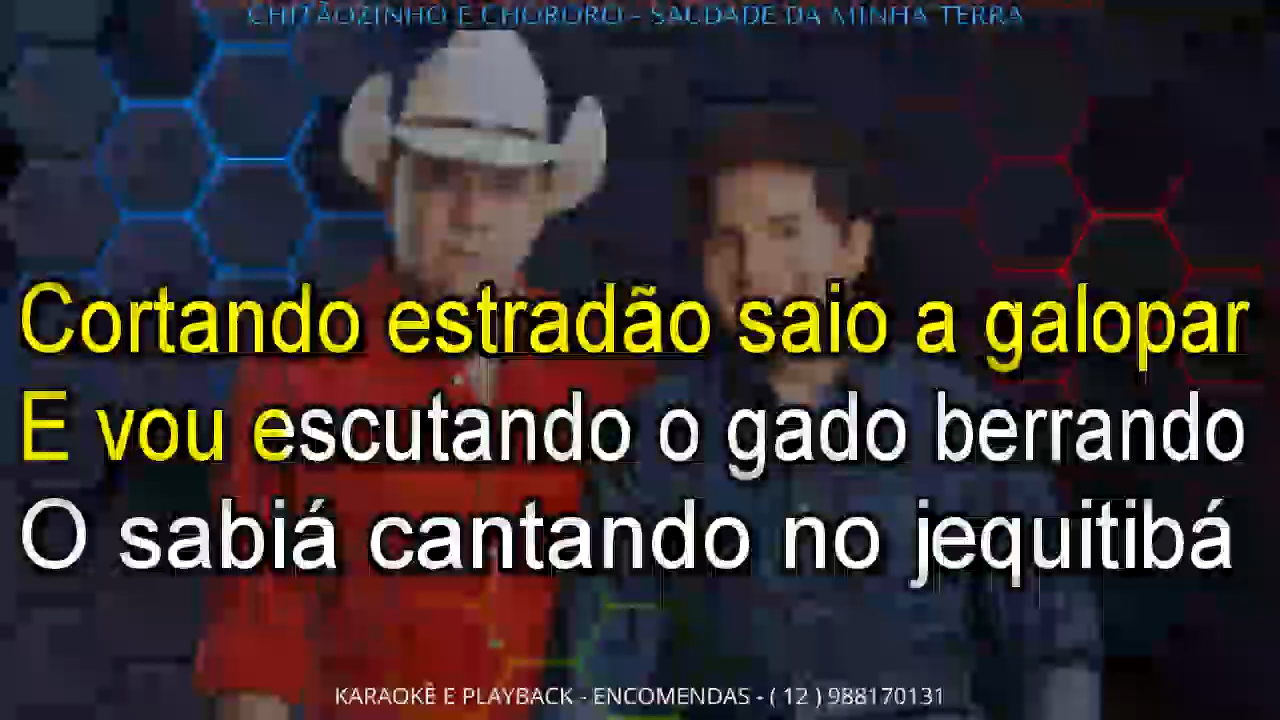 CHITÃOZINHO E CHORORO - SAUDADE DA MINHA TERRA
Cortando estradão saio a galopar
E vou escutando o gado berrando
O sabiá cantando no jequitibá
KARAOKÊ E PLAYBACK - ENCOMENDAS - ( 12 ) 988170131